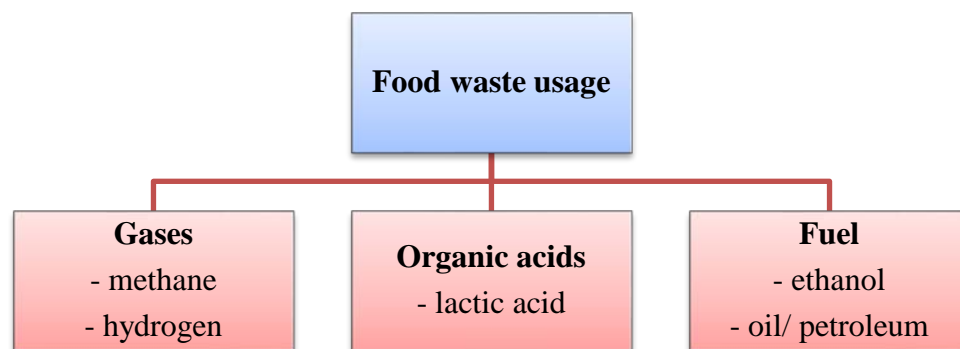 Food waste usage
Gases
- methane
- hydrogen
Organic acids
- lactic acid
Fuel
- ethanol
- oil/ petroleum